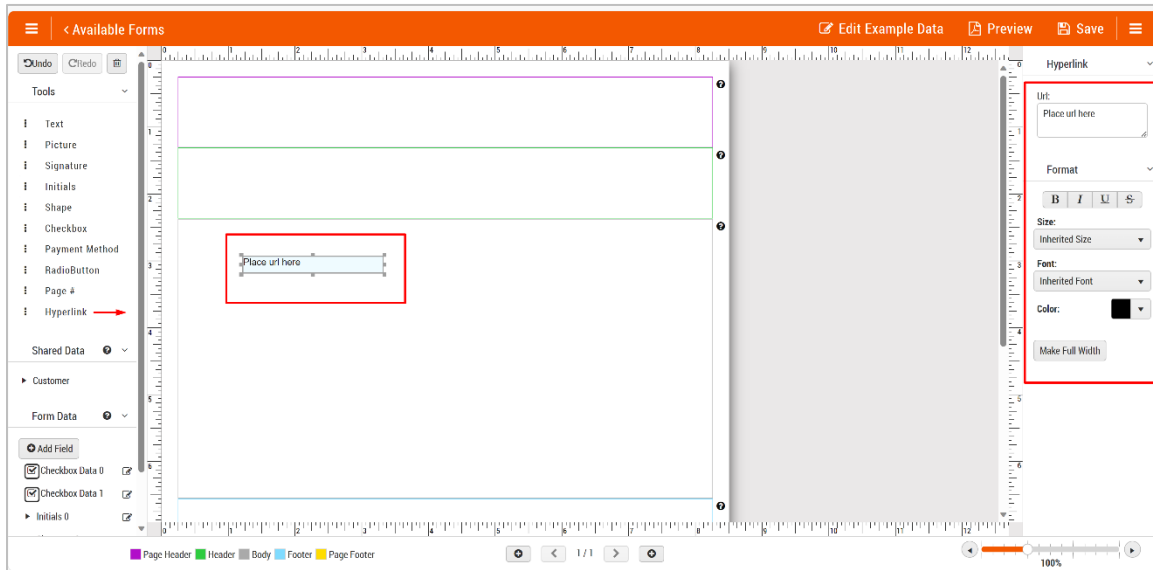 < Available Forms
Edit Example Data
Preview
Save
Undo
Redo
Tools
Text
Picture
Signature
Initials
Shape
Checkbox
Payment Method
RadioButton
Page #
Hyperlink
Shared Data
Customer
Form Data
Add Field
Checkbox Data 0
Checkbox Data 1
Initials 0
Place url here
Hyperlink
Url:
Place url here
Format
B I U S
Size:
Inherited Size
Font:
Inherited Font
Color:
Make Full Width
Page Header Header Body Footer Page Footer
1 / 1
100%